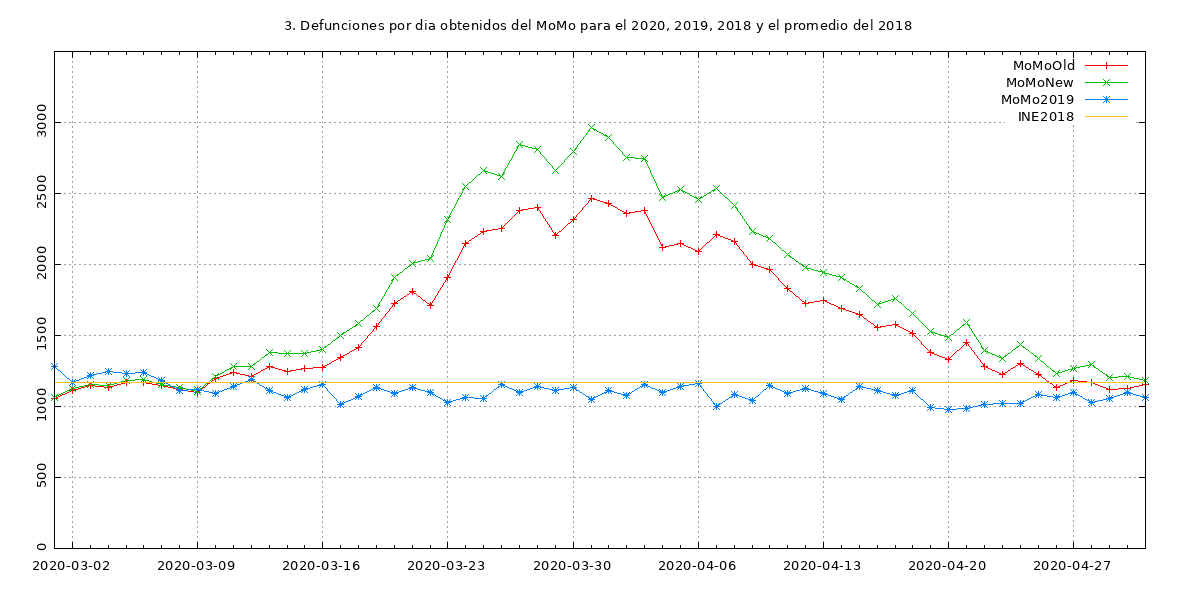 3. Defunciones por dia obtenidos del MoMo para el 2020, 2019, 2018 y el promedio del 2018
MoMoOld
MoMoNew
MoMo2019
INE2018
3000
2500
2000
1500
1000
500
0
2020-03-02 2020-03-09 2020-03-16 2020-03-23 2020-03-30 2020-04-06 2020-04-13 2020-04-20 2020-04-27